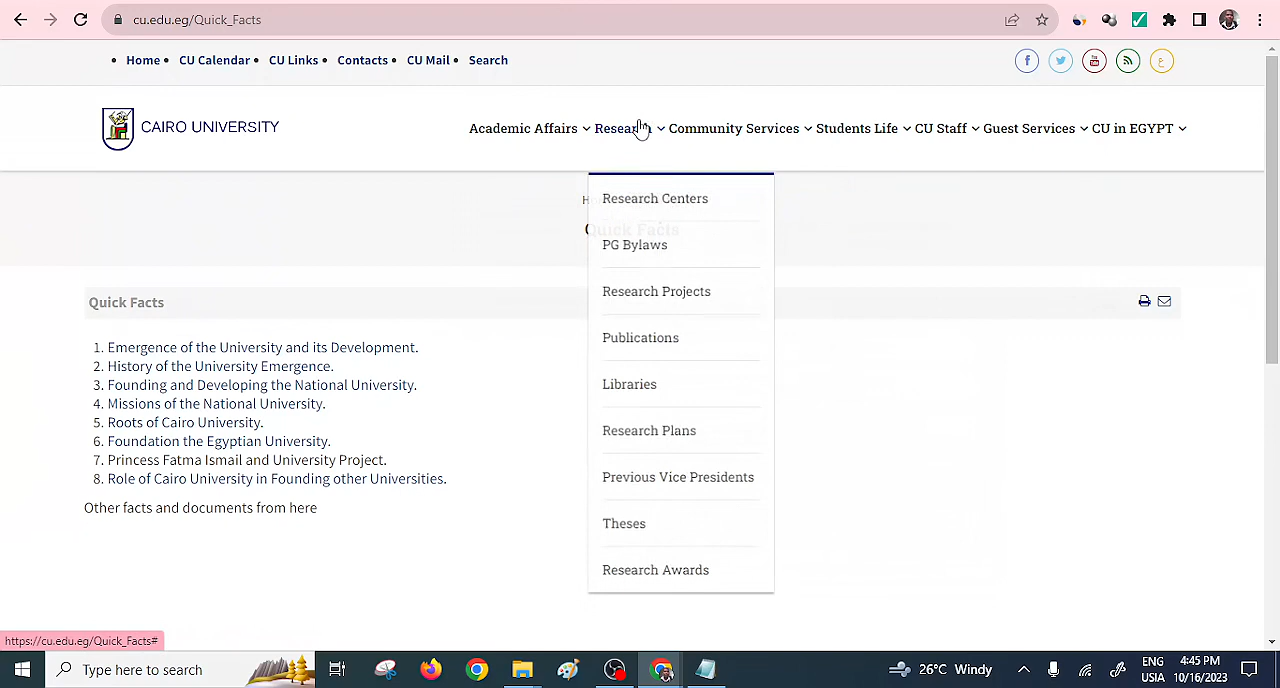 cu.edu.eg/Quick_Facts
Home
CU Calendar
CU Links
Contacts
CU Mail
Search
CAIRO UNIVERSITY
Academic Affairs Research Community Services Students Life CU Staff Guest Services CU in EGYPT
Quick Facts
Research Centers
PG Bylaws
Research Projects
Publications
Libraries
Research Plans
Previous Vice Presidents
Theses
Research Awards
Quick Facts
1. Emergence of the University and its Development.
2. History of the University Emergence.
3. Founding and Developing the National University.
4. Missions of the National University.
5. Roots of Cairo University.
6. Foundation the Egyptian University.
7. Princess Fatma Ismail and University Project.
8. Role of Cairo University in Founding other Universities.
Other facts and documents from here
https://cu.edu.eg/Quick_Facts#
Type here to search
26°C Windy
ENG
USIA
4:45 PM
10/16/2023